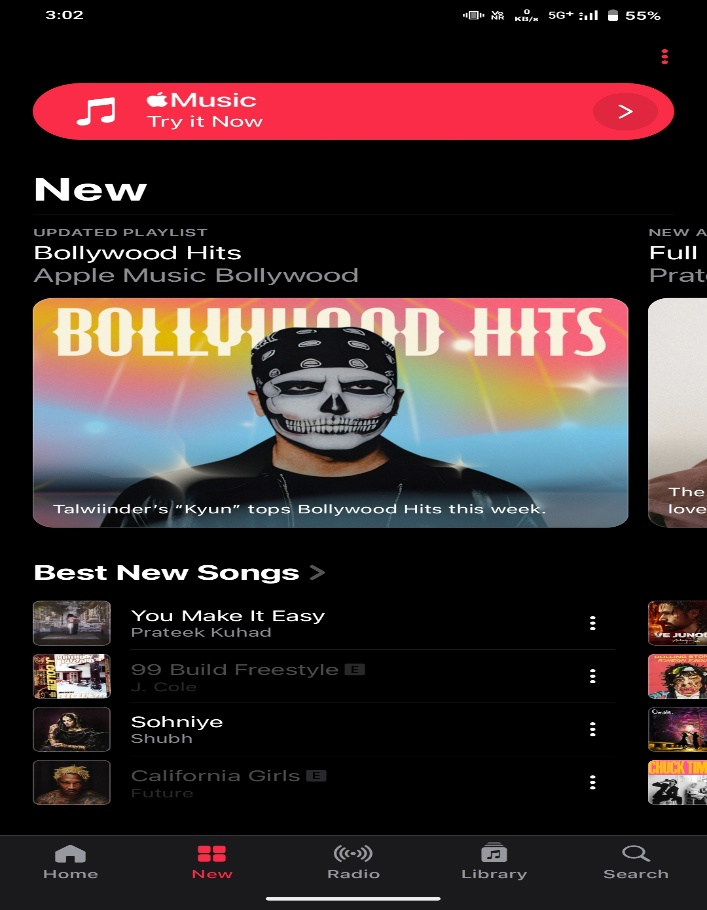 3:02
Vo
NR
0
KB/s
5G+
55%
Music
Try it Now
New
UPDATED PLAYLIST
Bollywood Hits
Apple Music Bollywood
NEW A
Full
Prate
BOLLYWOOD HITS
Talwiinder's “Kyun” tops Bollywood Hits this week.
The
love
Best New Songs
You Make It Easy
Prateek Kuhad
99 Build Freestyle E
J. Cole
Sohniye
Shubh
California Girls E
Future
VE JUNOO
CHUCK TIM
Home
New
Radio
Library
Search